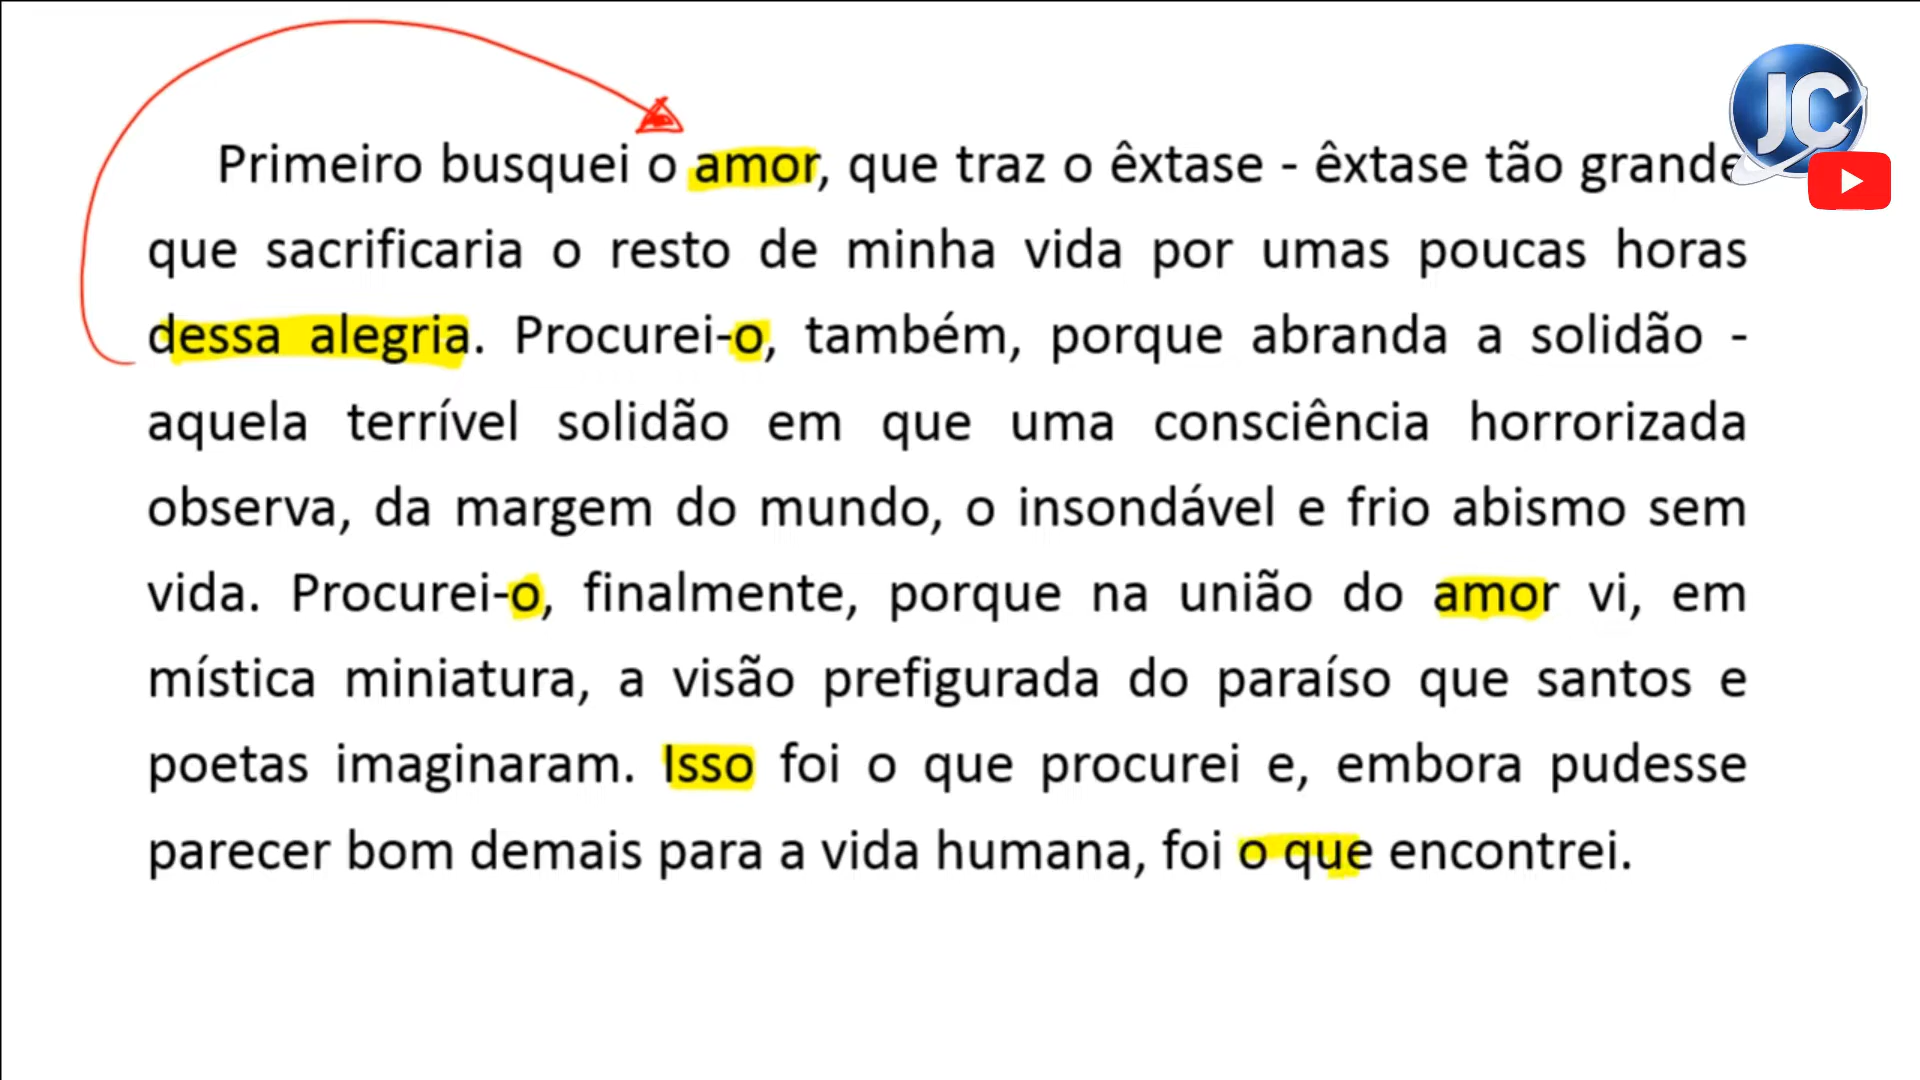 JC
Primeiro busquei o amor, que traz o êxtase - êxtase tão grande
que sacrificaria o resto de minha vida por umas poucas horas
dessa alegria. Procurei-o, também, porque abranda a solidão -
aquela terrível solidão em que uma consciência horrorizada
observa, da margem do mundo, o insondável e frio abismo sem
vida. Procurei-o, finalmente, porque na união do amor vi, em
mística miniatura, a visão prefigurada do paraíso que santos e
poetas imaginaram. Isso foi o que procurei e, embora pudesse
parecer bom demais para a vida humana, foi o que encontrei.